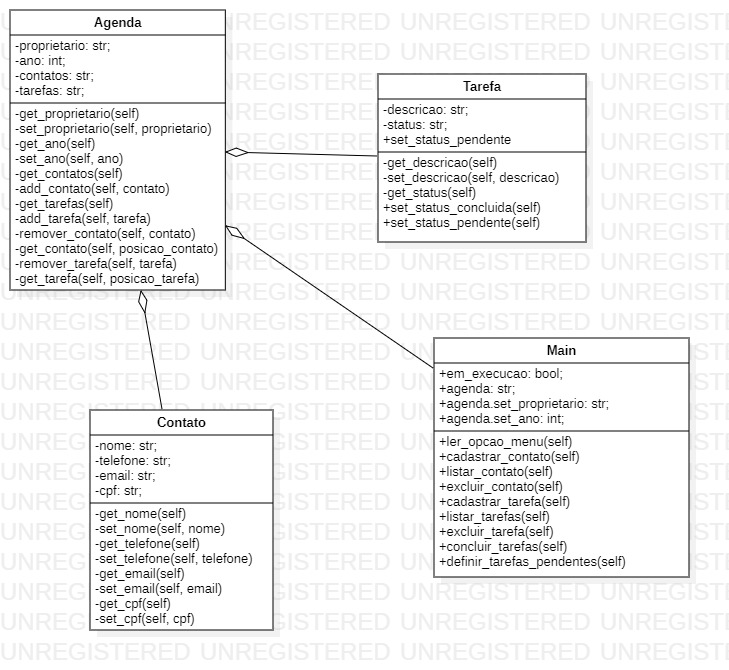 Agenda
-proprietario: str;
-ano: int;
-contatos: str;
-tarefas: str;
-get_proprietario(self)
-set_proprietario(self, proprietario)
-get_ano(self)
-set_ano(self, ano)
-get_contatos(self)
-add_contato(self, contato)
-get_tarefas(self)
-add_tarefa(self, tarefa)
-remover_contato(self, contato)
-get_contato(self, posicao_contato)
-remover_tarefa(self, tarefa)
-get_tarefa(self, posicao_tarefa)
Tarefa
-descricao: str;
-status: str;
+set_status_pendente
-get_descricao(self)
-set_descricao(self, descricao)
-get_status(self)
+set_status_concluida(self)
+set_status_pendente(self)
Main
+em_execucao: bool;
+agenda: str;
+agenda.set_proprietario: str;
+agenda.set_ano: int;
+ler_opcao_menu(self)
+cadastrar_contato(self)
+listar_contato(self)
+excluir_contato(self)
+cadastrar_tarefa(self)
+listar_tarefas(self)
+excluir_tarefa(self)
+concluir_tarefas(self)
+definir_tarefas_pendentes(self)
Contato
-nome: str;
-telefone: str;
-email: str;
-cpf: str;
-get_nome(self)
-set_nome(self, nome)
-get_telefone(self)
-set_telefone(self, telefone)
-get_email(self)
-set_email(self, email)
-get_cpf(self)
-set_cpf(self, cpf)
UNREGISTERED